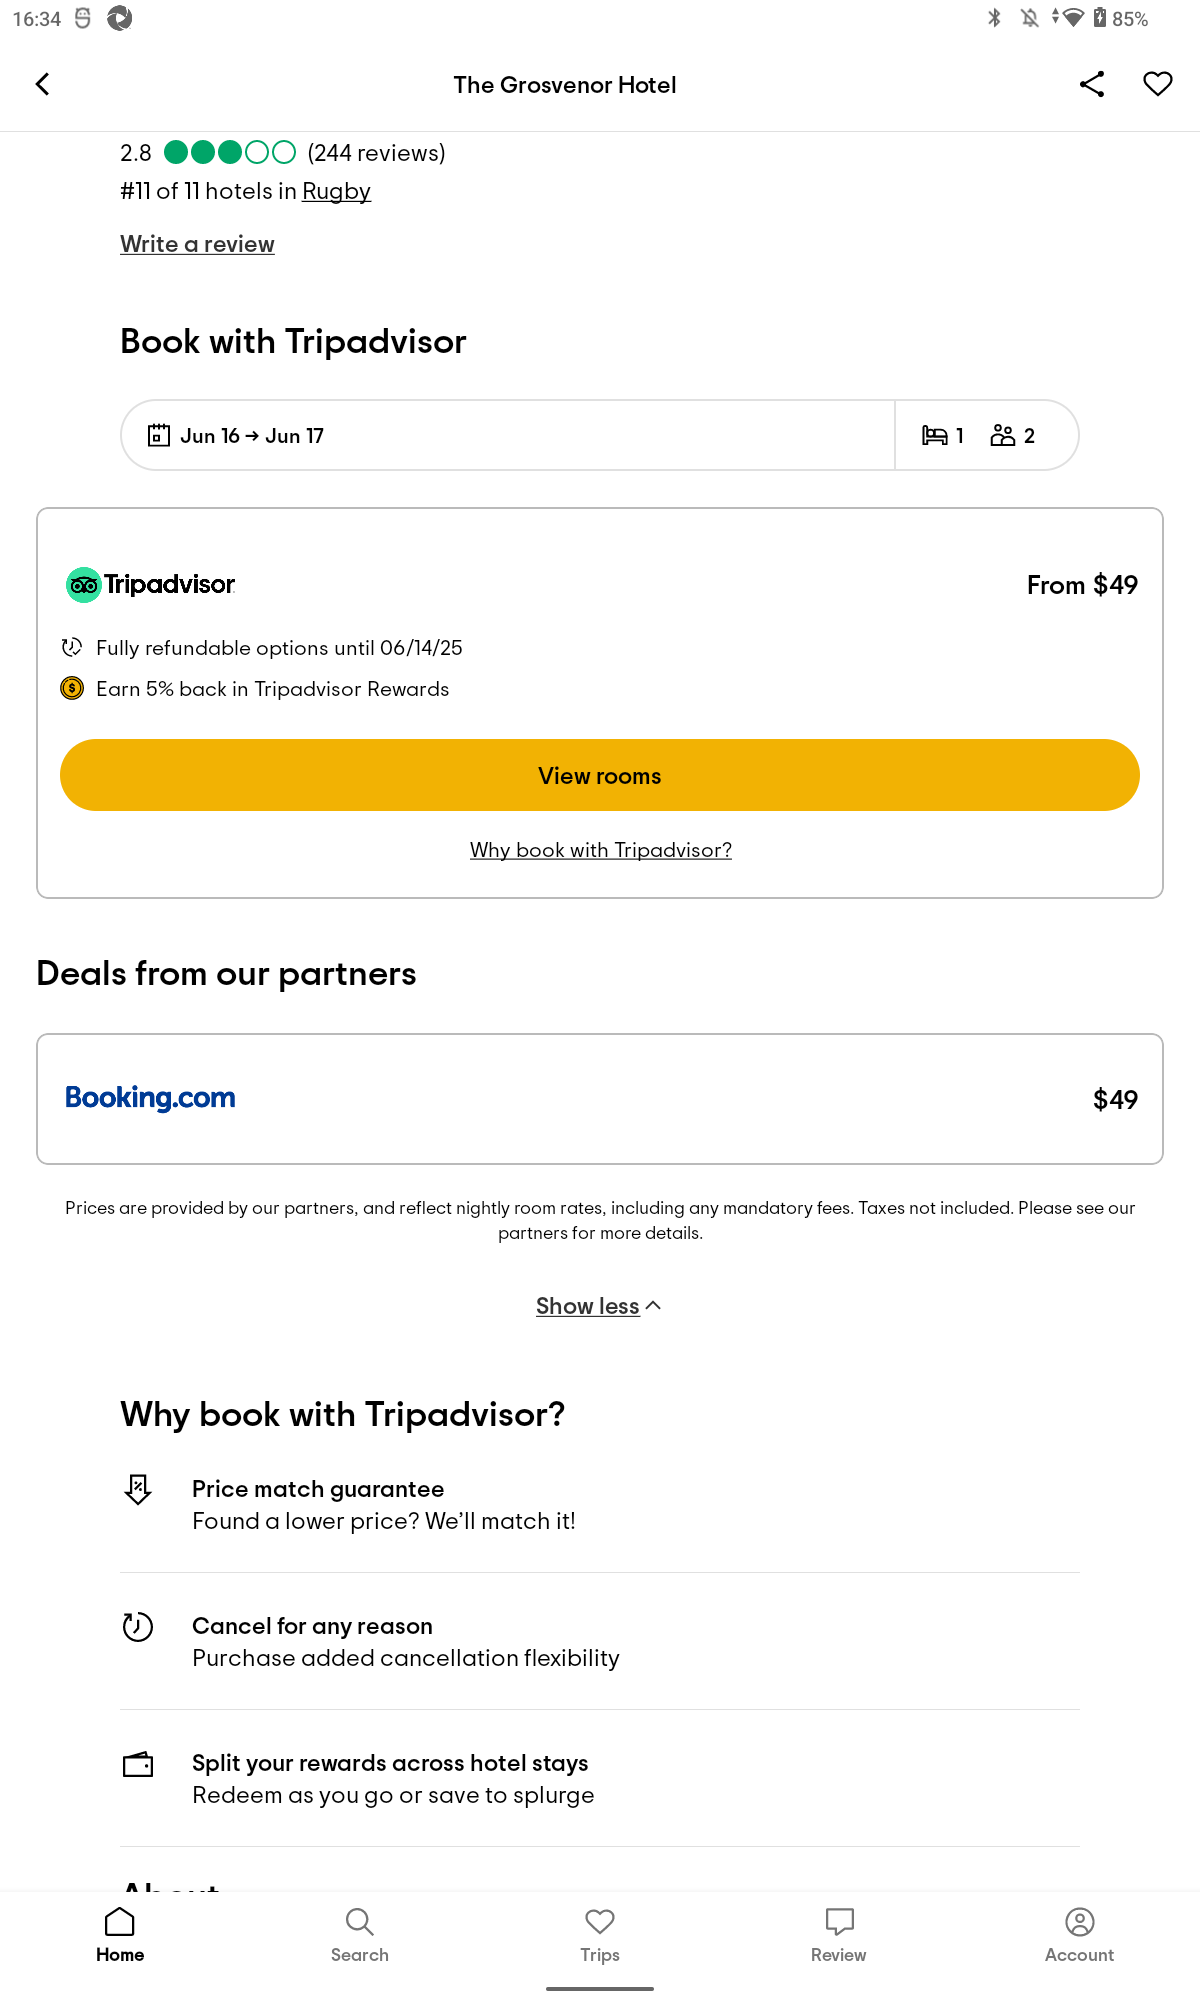 16:34
85%
The Grosvenor Hotel
2.8 (244 reviews)
#11 of 11 hotels in Rugby
Write a review
Book with Tripadvisor
Jun 16 → Jun 17
1 2
Tripadvisor From $49
Fully refundable options until 06/14/25
Earn 5% back in Tripadvisor Rewards
View rooms
Why book with Tripadvisor?
Deals from our partners
Booking.com $49
Prices are provided by our partners, and reflect nightly room rates, including any mandatory fees. Taxes not included. Please see our
partners for more details.
Show less
Why book with Tripadvisor?
Price match guarantee
Found a lower price? We’ll match it!
Cancel for any reason
Purchase added cancellation flexibility
Split your rewards across hotel stays
Redeem as you go or save to splurge
About
Home Search Trips Review Account